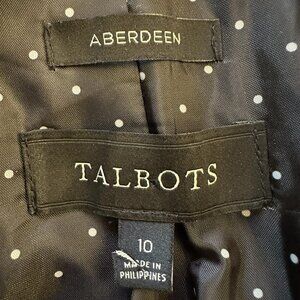 ABERDEEN
TALBOTS
10
MADE IN
PHILIPPINES